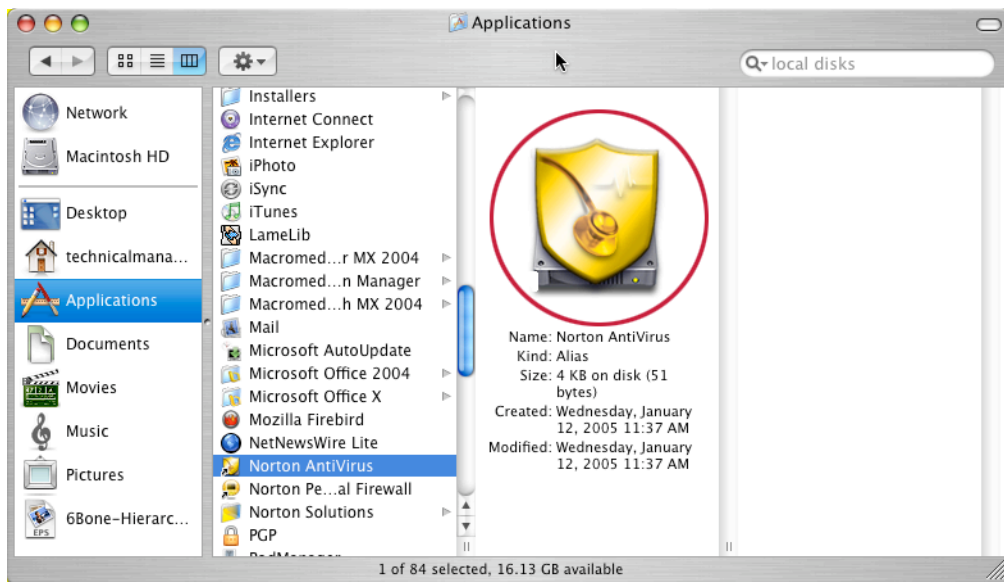 Applications
local disks
Network
Macintosh HD
Desktop
technicalmana...
Applications
Documents
Movies
Music
Pictures
6Bone-Hierarc...
EPS
Installers
Internet Connect
Internet Explorer
iPhoto
iSync
iTunes
LameLib
Macromed...r MX 2004
Macromed...n Manager
Macromed...h MX 2004
Mail
Microsoft AutoUpdate
Microsoft Office 2004
Microsoft Office X
Mozilla Firebird
NetNewsWire Lite
Norton AntiVirus
Norton Pe...al Firewall
Norton Solutions
PGP
Name: Norton AntiVirus
Kind: Alias
Size: 4 KB on disk (51
bytes)
Created: Wednesday, January
12, 2005 11:37 AM
Modified: Wednesday, January
12, 2005 11:37 AM
1 of 84 selected, 16.13 GB available